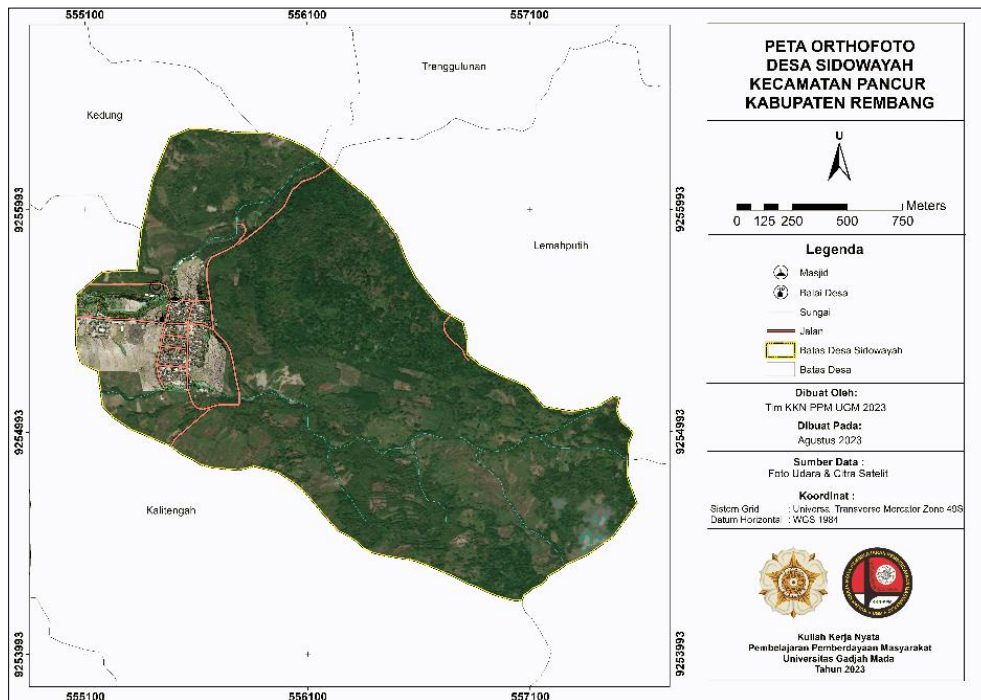 555100
556100
557100
9255993
9254993
9253993
9255993
9254993
9253993
555100
556100
557100
Trenggulunan
Kedung
Lemahputih
Kalitengah
PETA ORTHOFOTO
DESA SIDOWAYAH
KECAMATAN PANCUR
KABUPATEN REMBANG
U
Meters
0 125 250 500 750
Legenda
Masjid
Balai Desa
Sungai
Jalan
Batas Desa Sidowayah
Batas Desa
Dibuat Oleh:
Tim KKN PPM UGM 2023
Dibuat Pada:
Agustus 2023
Sumber Data :
Foto Udara & Citra Satelit
Koordinat :
Sistem Grid : Universal Transverse Mercator Zone 49S
Datum Horizontal : WGS 1984
Kuliah Kerja Nyata
Pembelajaran Pemberdayaan Masyarakat
Universitas Gadjah Mada
Tahun 2023